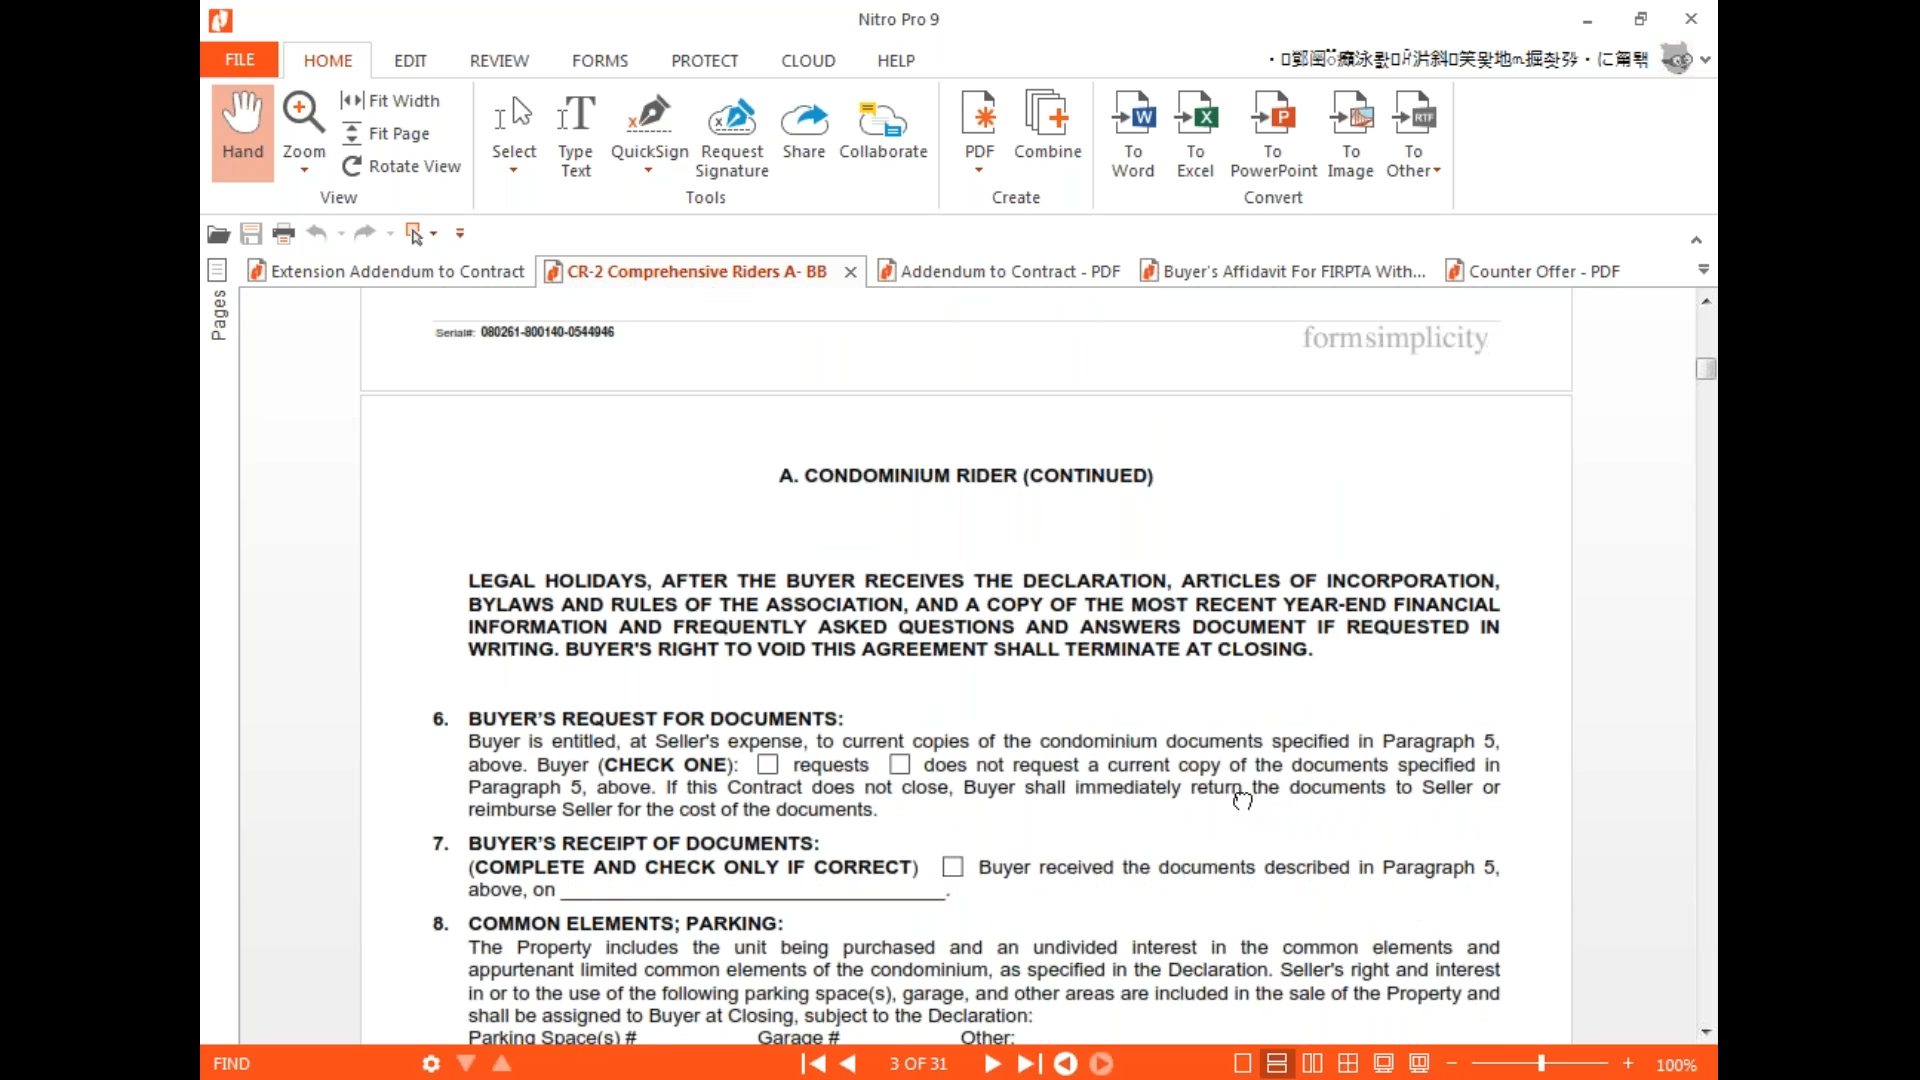 Nitro Pro 9
FILE HOME EDIT REVIEW FORMS PROTECT CLOUD HELP
Hand
Zoom
Fit Width
Fit Page
Rotate View
View
Select
Type
Text
QuickSign
Request
Signature
Share
Collaborate
Tools
PDF
Combine
Create
To
Word
To
Excel
To
PowerPoint
To
Image
To
Other
Convert
Extension Addendum to Contract
CR-2 Comprehensive Riders A- BB
Addendum to Contract - PDF
Buyer's Affidavit For FIRPTA With...
Counter Offer - PDF
Pages
Serial#: 080261-800140-0544946
formsimplicity
A. CONDOMINIUM RIDER (CONTINUED)
LEGAL HOLIDAYS, AFTER THE BUYER RECEIVES THE DECLARATION, ARTICLES OF INCORPORATION,
BYLAWS AND RULES OF THE ASSOCIATION, AND A COPY OF THE MOST RECENT YEAR-END FINANCIAL
INFORMATION AND FREQUENTLY ASKED QUESTIONS AND ANSWERS DOCUMENT IF REQUESTED IN
WRITING. BUYER'S RIGHT TO VOID THIS AGREEMENT SHALL TERMINATE AT CLOSING.
6. BUYER'S REQUEST FOR DOCUMENTS:
Buyer is entitled, at Seller's expense, to current copies of the condominium documents specified in Paragraph 5,
above. Buyer (CHECK ONE): requests does not request a current copy of the documents specified in
Paragraph 5, above. If this Contract does not close, Buyer shall immediately return the documents to Seller or
reimburse Seller for the cost of the documents.
7. BUYER'S RECEIPT OF DOCUMENTS:
(COMPLETE AND CHECK ONLY IF CORRECT) Buyer received the documents described in Paragraph 5,
above, on ____________________.
8. COMMON ELEMENTS; PARKING:
The Property includes the unit being purchased and an undivided interest in the common elements and
appurtenant limited common elements of the condominium, as specified in the Declaration. Seller's right and interest
in or to the use of the following parking space(s), garage, and other areas are included in the sale of the Property and
shall be assigned to Buyer at Closing, subject to the Declaration:
Parking Space(s) # Garage # Other:
FIND
3 OF 31
100%